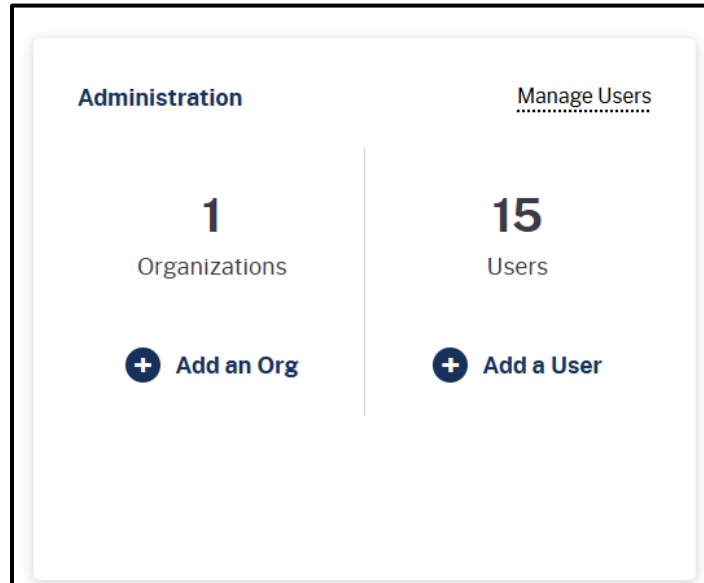 Administration
Manage Users
1
Organizations
Add an Org
15
Users
Add a User